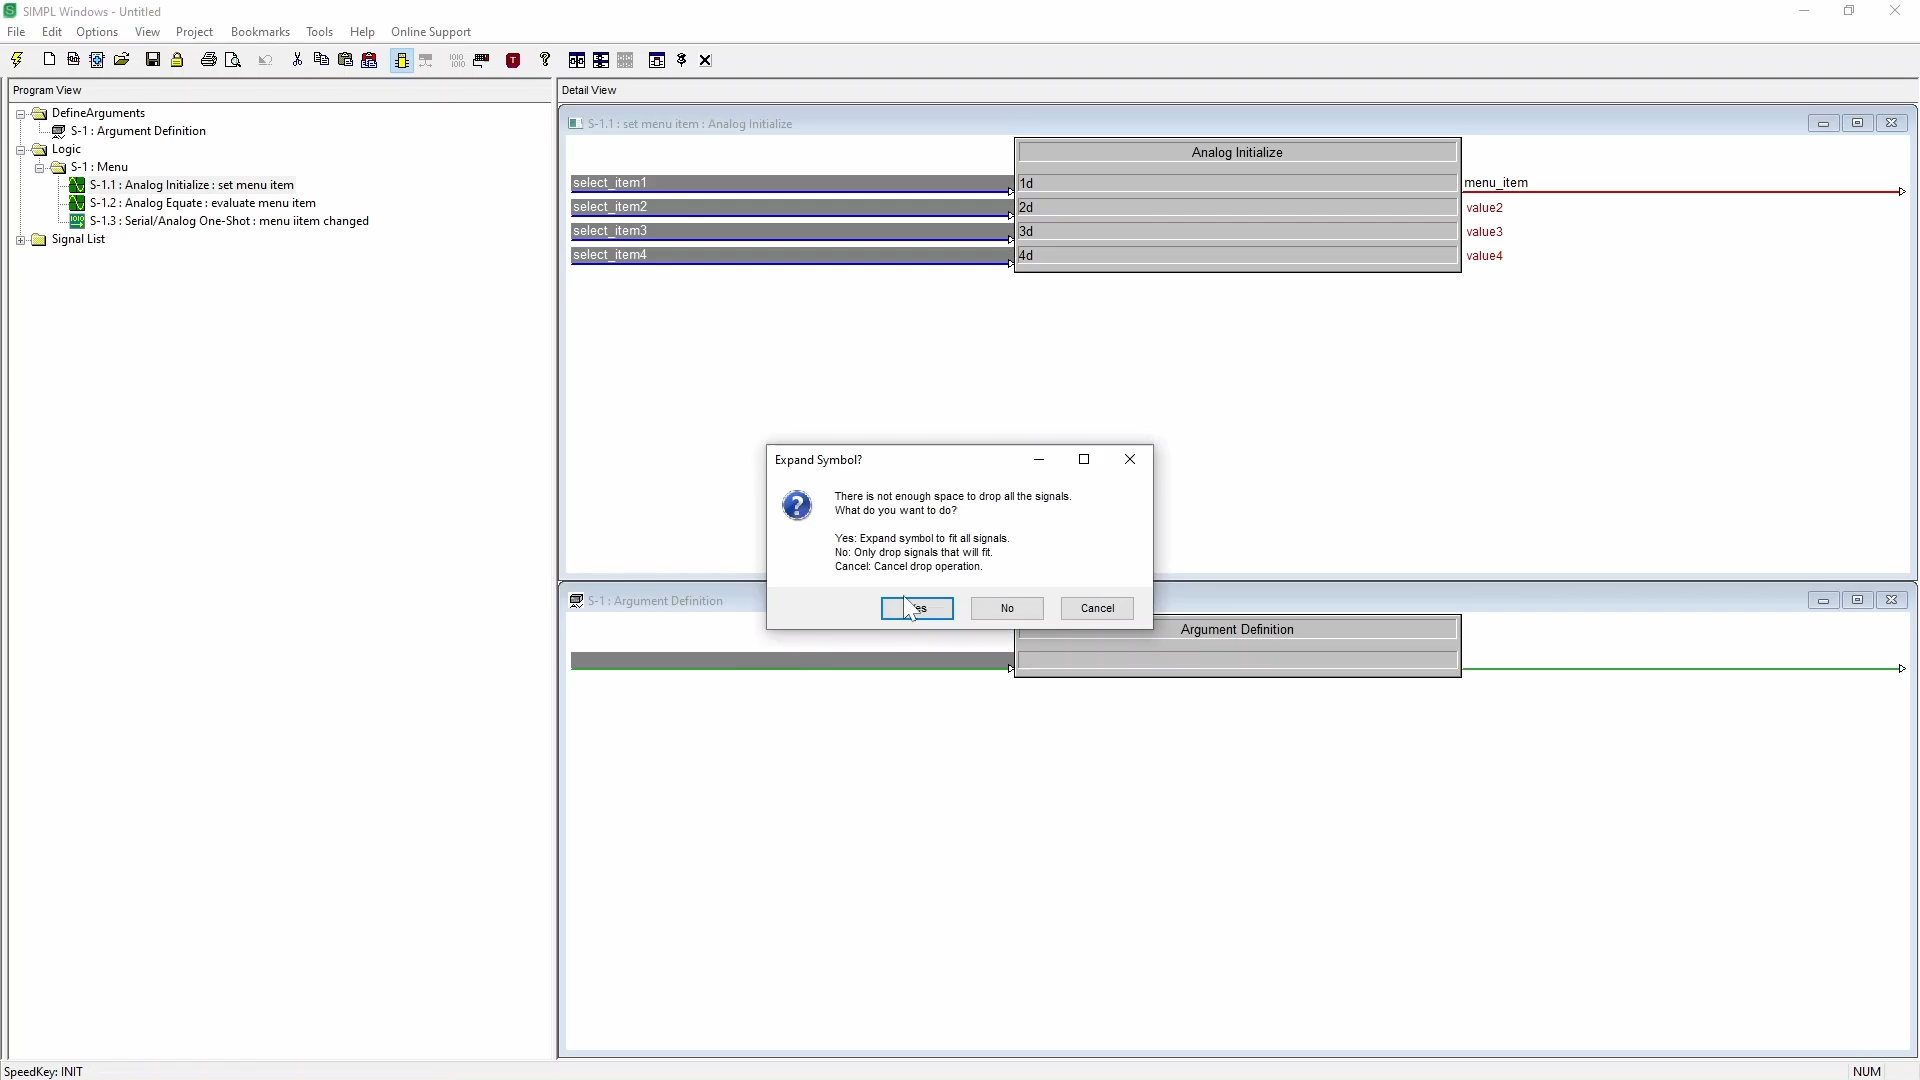 SIMPL Windows - Untitled
File Edit Options View Project Bookmarks Tools Help Online Support
Program View
DefineArguments
S-1 : Argument Definition
Logic
S-1 : Menu
S-1.1 : Analog Initialize : set menu item
S-1.2 : Analog Equate : evaluate menu item
S-1.3 : Serial/Analog One-Shot : menu iitem changed
Signal List
Detail View
S-1.1 : set menu item : Analog Initialize
Analog Initialize
select_item1 1d menu_item
select_item2 2d value2
select_item3 3d value3
select_item4 4d value4
Expand Symbol?
There is not enough space to drop all the signals.
What do you want to do?
Yes: Expand symbol to fit all signals.
No: Only drop signals that will fit.
Cancel: Cancel drop operation.
No Cancel
S-1 : Argument Definition
Argument Definition
SpeedKey: INIT
NUM